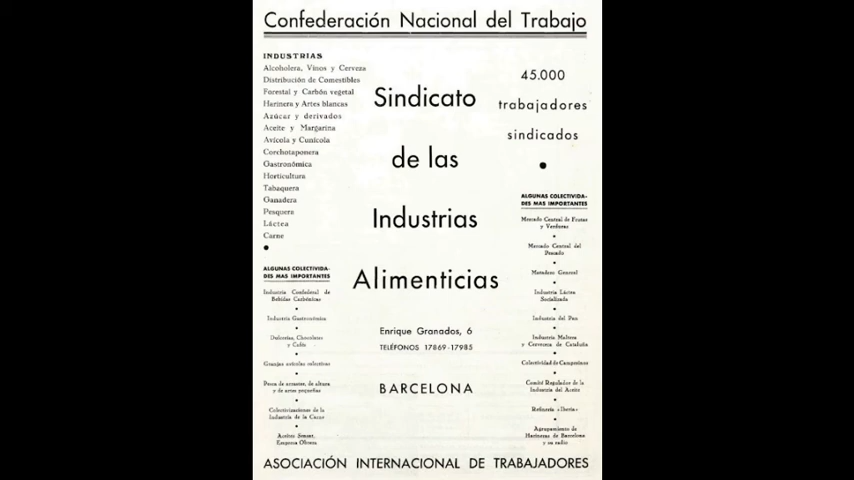 Confederación Nacional del Trabajo
INDUSTRIAS
Alcoholera, Vinos y Cerveza
Distribución de Comestibles
Forestal y Carbón vegetal
Harinera y Artes blancas
Azúcar y derivados
Aceite y Margarina
Avícola y Cunícola
Corchotaponera
Gastronómica
Horticultura
Tabaquera
Ganadera
Pesquera
Láctea
Carne
ALGUNAS COLECTIVIDA-
DES MAS IMPORTANTES
Industria Confederal de
Bebidas Carbónicas
Industria Gastronómica
Dulcerías, Chocolates
y Cafés
Granjas avícolas colectivas
Pesca de arrastre, de altura
y de artes pequeñas
Colectivizaciones de la
Industria de la Carne
Aceites
Empresa Obrera
Sindicato
de las
Industrias
Alimenticias
Enrique Granados, 6
TELÉFONOS 17869-17985
BARCELONA
45.000
trabajadores
sindicados
ALGUNAS COLECTIVIDA-
DES MAS IMPORTANTES
Mercado Central de Frutas
y Verduras
Mercado Central del
Pescado
Matadero General
Industria Láctea
Socializada
Industria del Pan
Industria Maltera
y Cervecera de Cataluña
Colectividad de Campesinos
Comité Regulador de la
Industria del Aceite
Refinería «Iberia»
Agrupamiento de
Harineras de Barcelona
y su radio
ASOCIACIÓN INTERNACIONAL DE TRABAJADORES